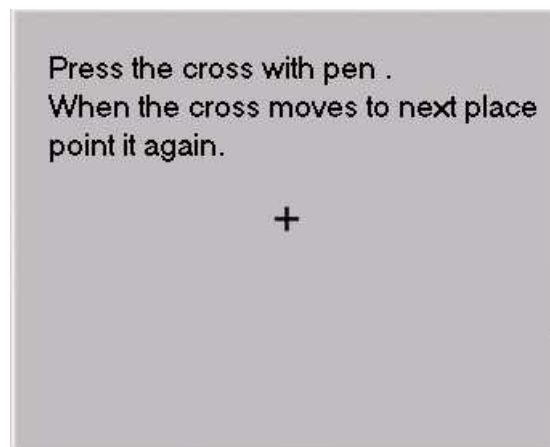 Press the cross with pen .
When the cross moves to next place
point it again.